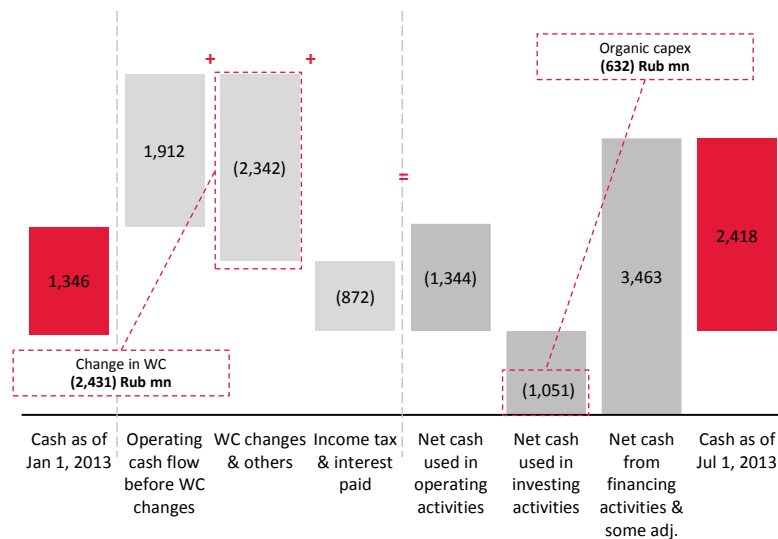 Organic capex
(632) Rub mn
+
+
1,912
(2,342)
=
1,346
(872)
(1,344)
(1,051)
3,463
2,418
Change in WC
(2,431) Rub mn
Cash as of
Jan 1, 2013
Operating
cash flow
before WC
changes
WC changes
& others
Income tax
& interest
paid
Net cash
used in
operating
activities
Net cash
used in
investing
activities
Net cash
from
financing
activities &
some adj.
Cash as of
Jul 1, 2013